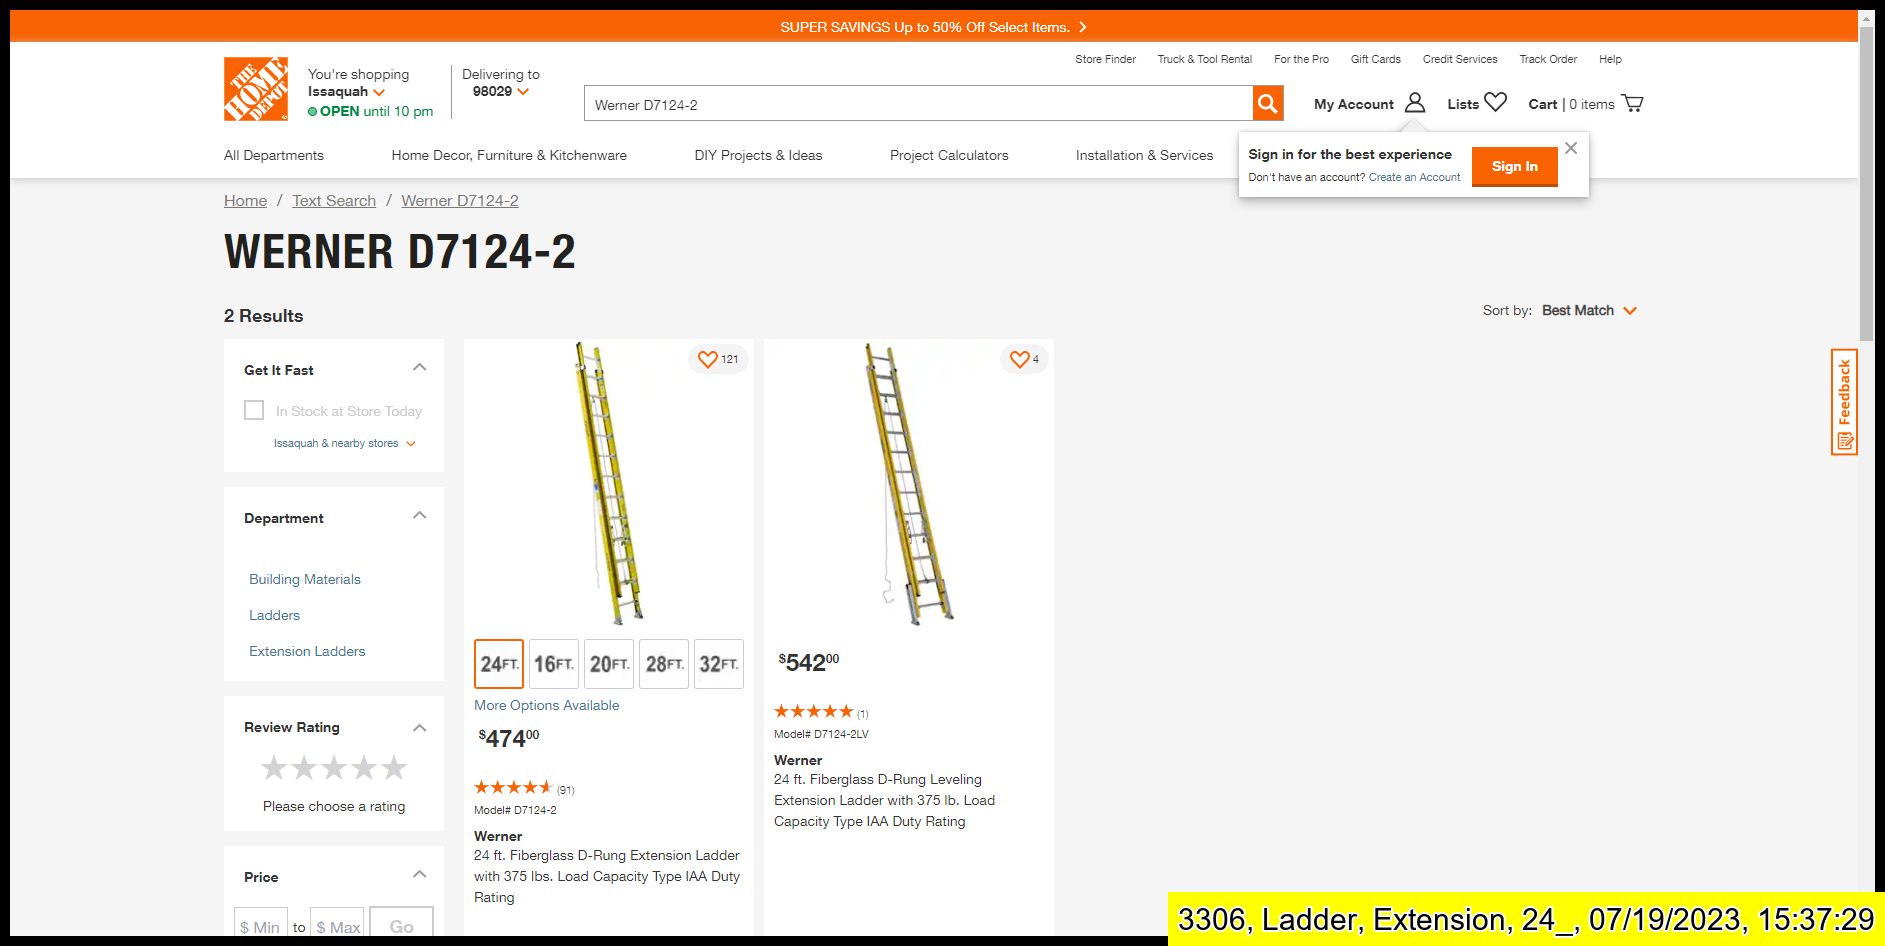 SUPER SAVINGS Up to 50% Off Select Items.
Store Finder Truck & Tool Rental For the Pro Gift Cards Credit Services Track Order Help
THE HOME DEPOT
You're shopping
Issaquah
OPEN until 10 pm
Delivering to
98029
Werner D7124-2
My Account Lists Cart | 0 items
All Departments Home Decor, Furniture & Kitchenware DIY Projects & Ideas Project Calculators Installation & Services
Sign in for the best experience
Don't have an account? Create an Account
Sign In
Home / Text Search / Werner D7124-2
WERNER D7124-2
2 Results
Sort by: Best Match
Get It Fast
In Stock at Store Today
Issaquah & nearby stores
Department
Building Materials
Ladders
Extension Ladders
Review Rating
Please choose a rating
Price
$ Min to $ Max Go
121
24FT. 16FT. 20FT. 28FT. 32FT.
More Options Available
$47400
(91)
Model# D7124-2
Werner
24 ft. Fiberglass D-Rung Extension Ladder
with 375 lbs. Load Capacity Type IAA Duty
Rating
4
$54200
(1)
Model# D7124-2LV
Werner
24 ft. Fiberglass D-Rung Leveling
Extension Ladder with 375 lb. Load
Capacity Type IAA Duty Rating
Feedback
3306, Ladder, Extension, 24_, 07/19/2023, 15:37:29